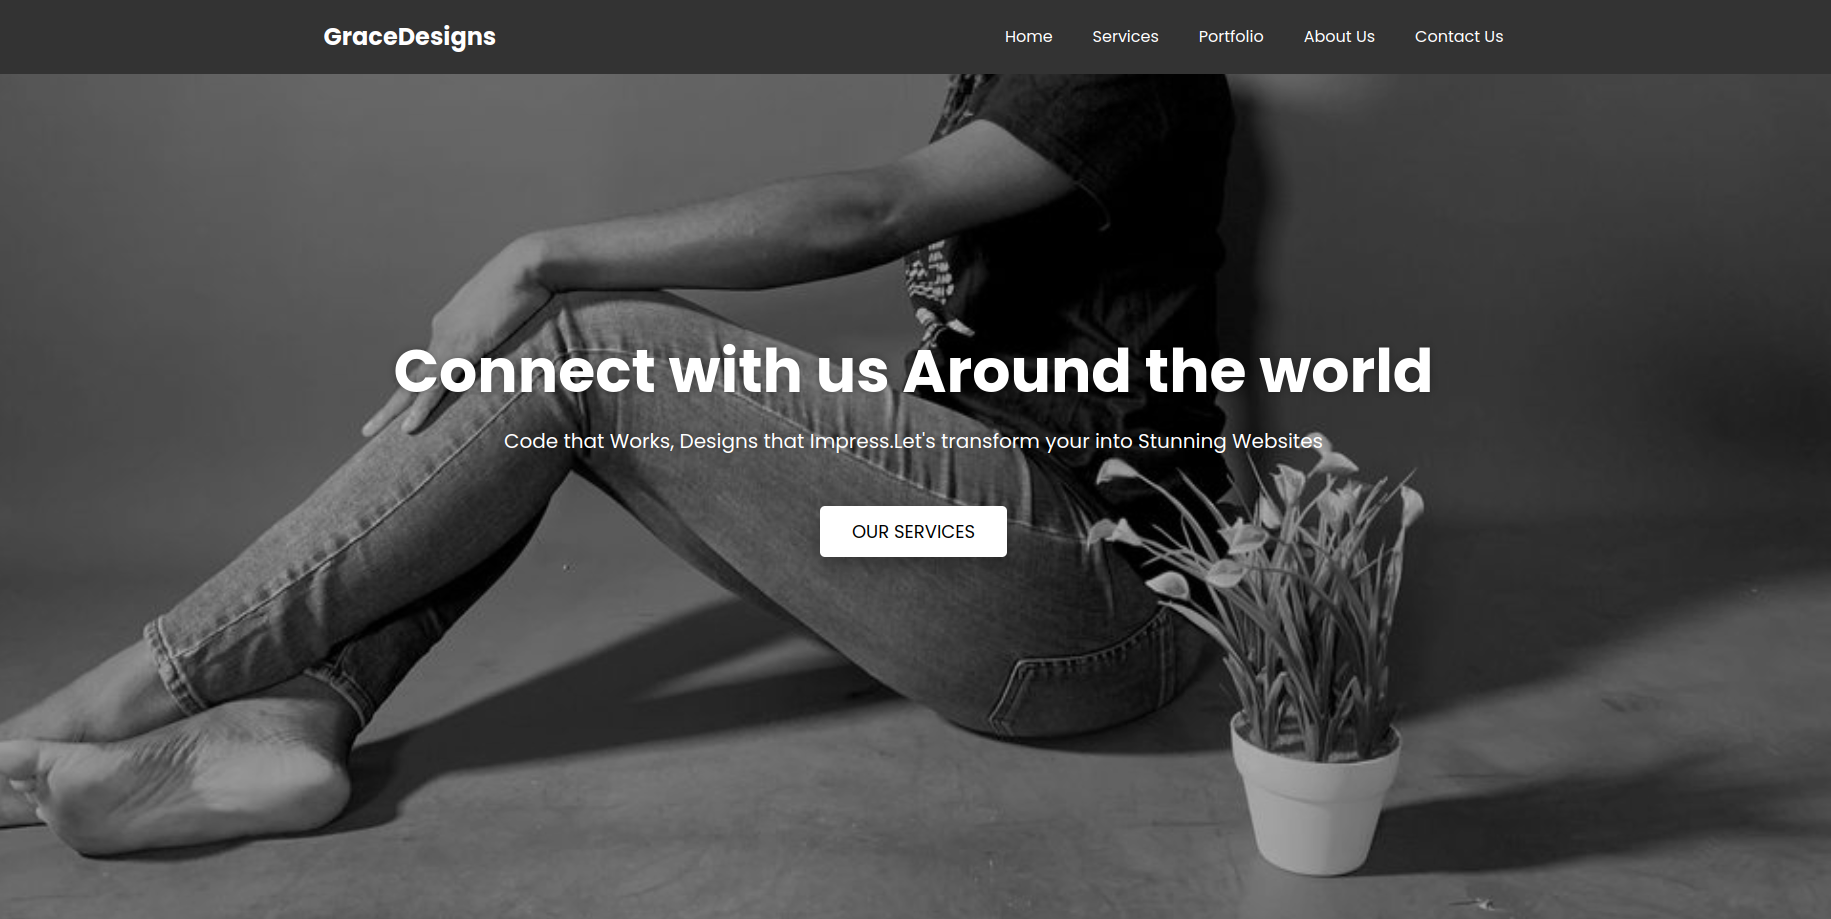 GraceDesigns
Home Services Portfolio About Us Contact Us
Connect with us Around the world
Code that Works, Designs that Impress.Let's transform your into Stunning Websites
OUR SERVICES